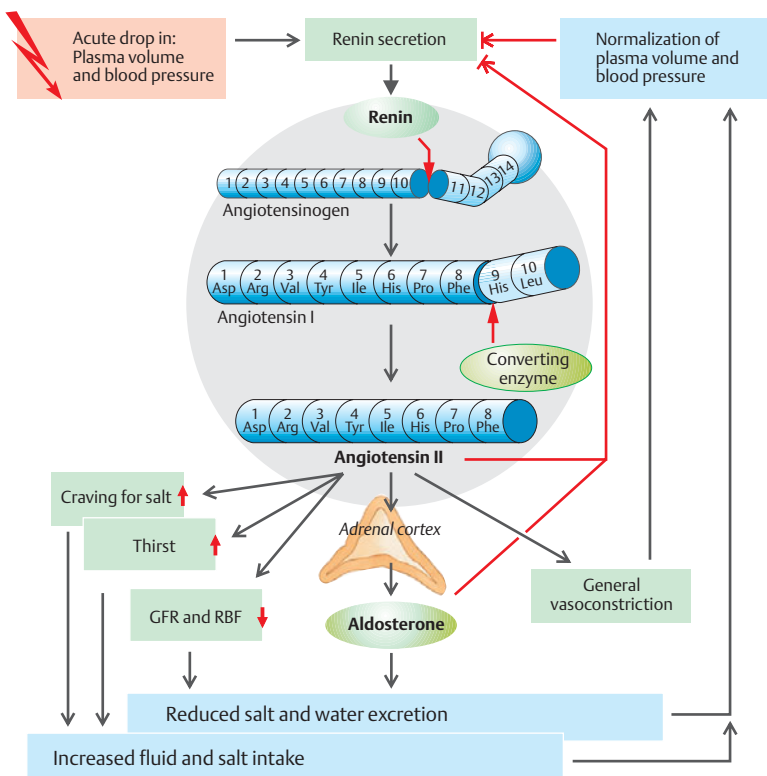 Acute drop in:
Plasma volume
and blood pressure
Renin secretion
Normalization of
plasma volume and
blood pressure
Renin
1 2 3 4 5 6 7 8 9 10 11 12 13 14
Angiotensinogen
1 2 3 4 5 6 7 8 9 10
Asp Arg Val Tyr Ile His Pro Phe His Leu
Angiotensin I
Converting
enzyme
1 2 3 4 5 6 7 8
Asp Arg Val Tyr Ile His Pro Phe
Angiotensin II
Craving for salt
Thirst
Adrenal cortex
GFR and RBF
Aldosterone
General
vasoconstriction
Reduced salt and water excretion
Increased fluid and salt intake